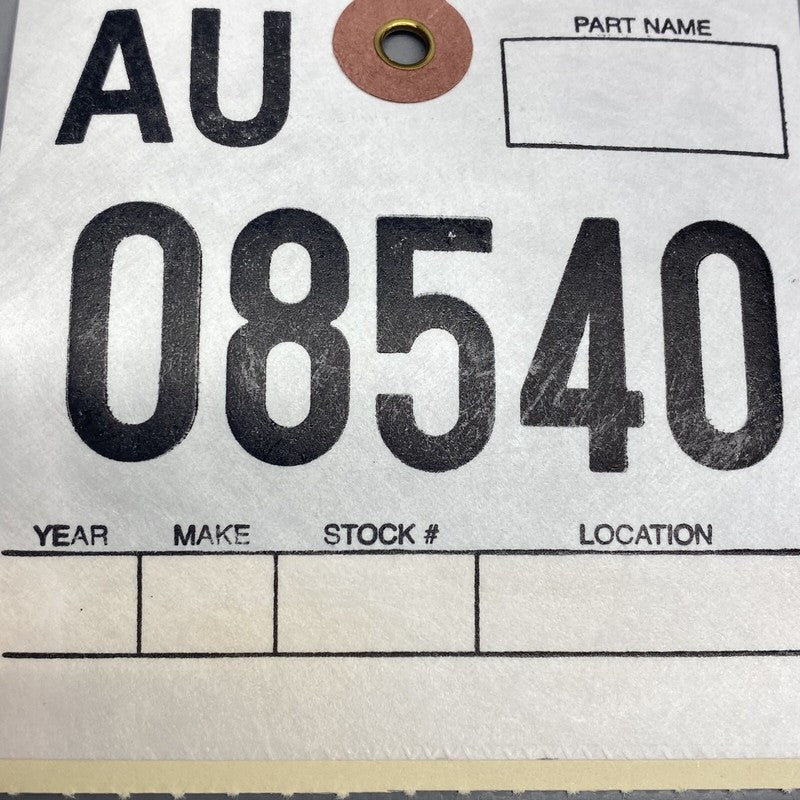 AU
PART NAME
08540
YEAR MAKE STOCK # LOCATION